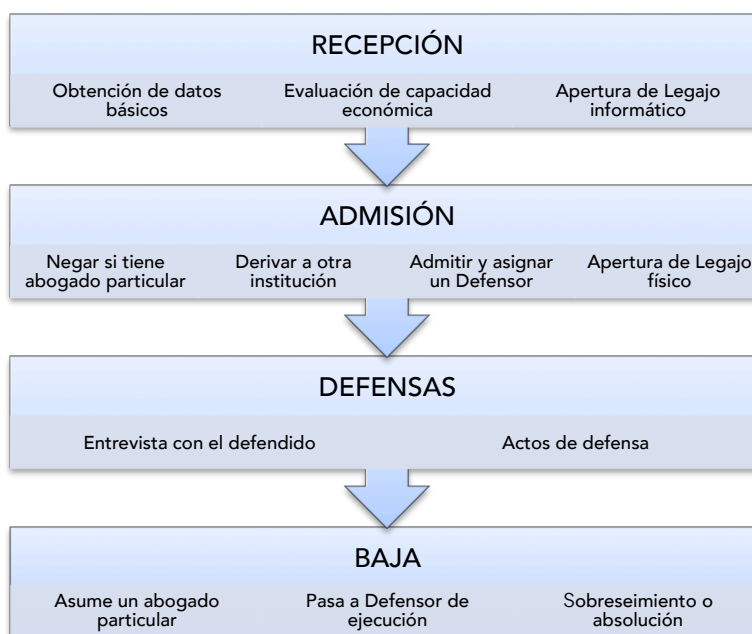 RECEPCIÓN
Obtención de datos
básicos
Evaluación de capacidad
económica
Apertura de Legajo
informático
ADMISIÓN
Negar si tiene
abogado particular
Derivar a otra
institución
Admitir y asignar
un Defensor
Apertura de Legajo
físico
DEFENSAS
Entrevista con el defendido
Actos de defensa
BAJA
Asume un abogado
particular
Pasa a Defensor de
ejecución
Sobreseimiento o
absolución